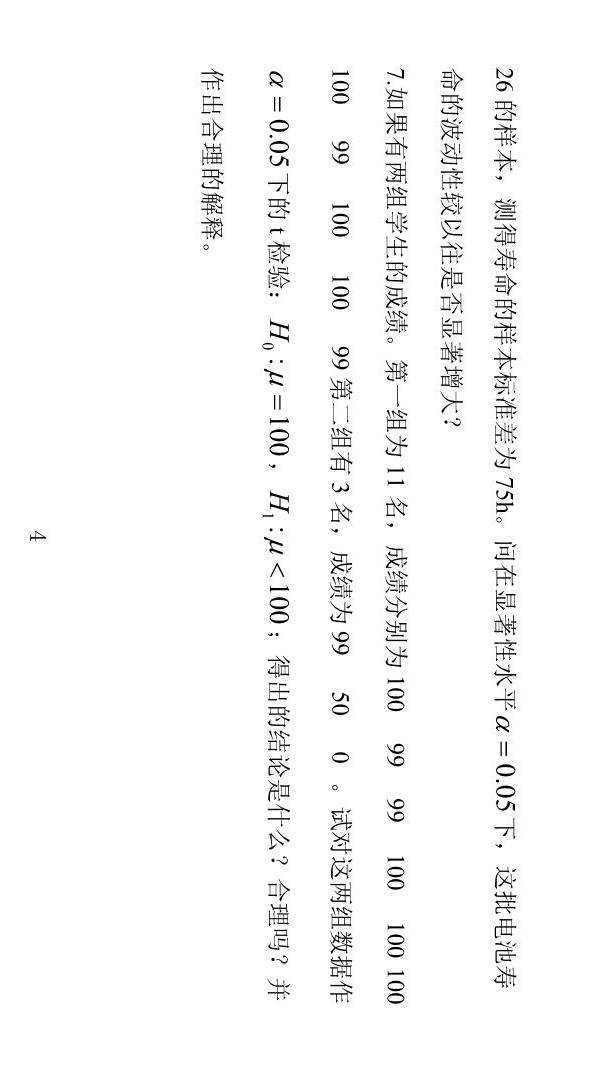 26 的样本，测得寿命的样本标准差为 75h。问在显著性水平 α = 0.05 下，这批电池寿
命的波动性较以往是否显著增大？
7.如果有两组学生的成绩。第一组为 11 名，成绩分别为 100 99 99 100 100 100
100 99 100 100 99 第二组有 3 名，成绩为 99 50 0 。试对这两组数据作
α = 0.05 下的 t 检验：H₀ : μ = 100，H₁ : μ < 100；得出的结论是什么？合理吗？并
作出合理的解释。
4